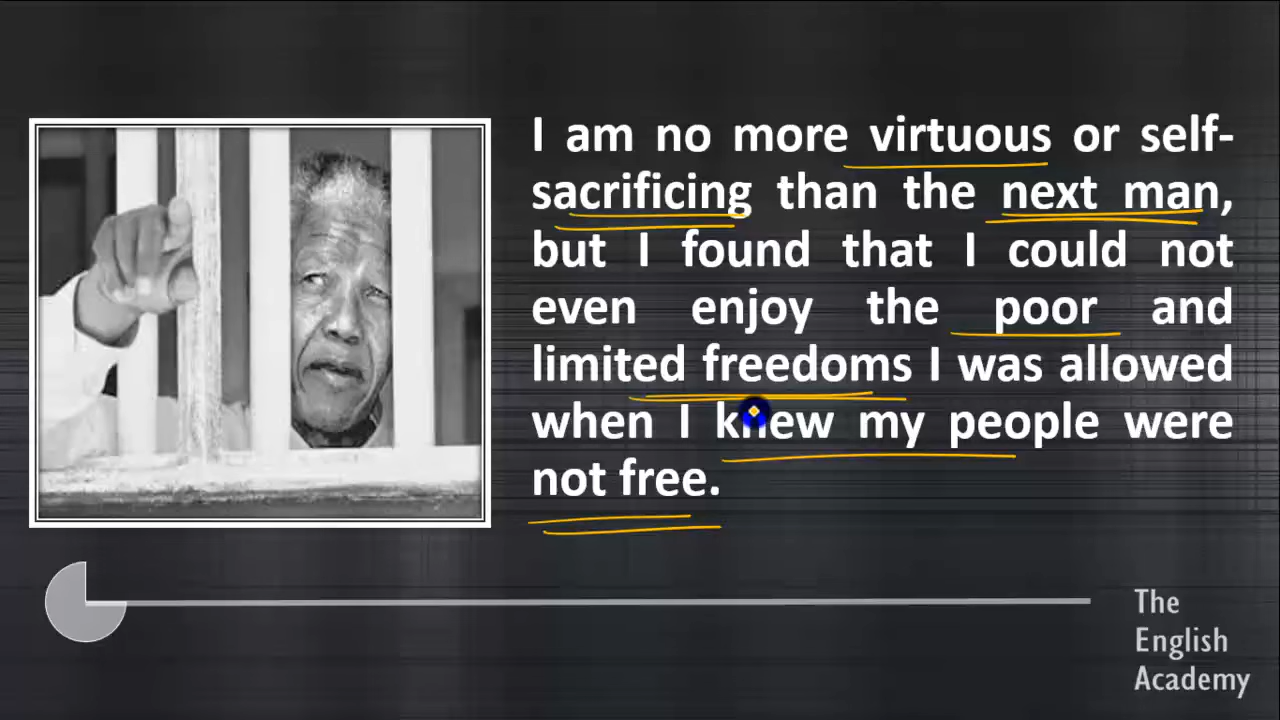 I am no more virtuous or self-
sacrificing than the next man,
but I found that I could not
even enjoy the poor and
limited freedoms I was allowed
when I knew my people were
not free.
The
English
Academy